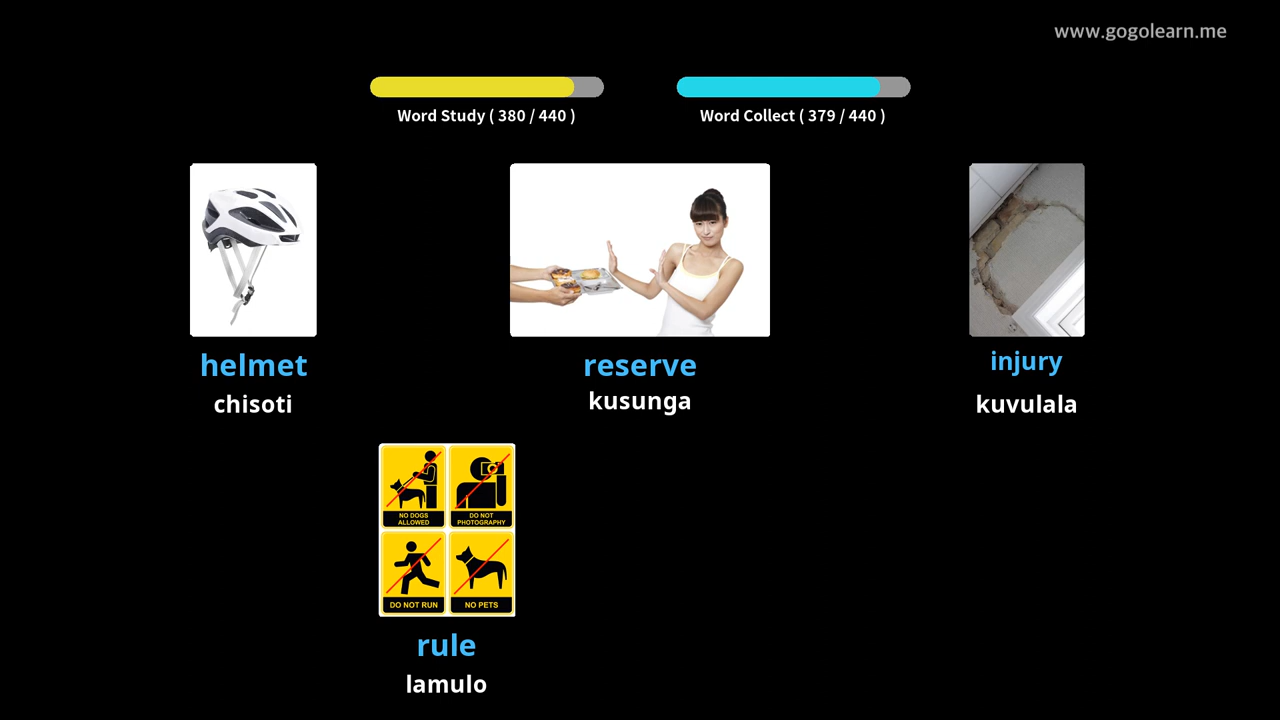 www.gogolearn.me
Word Study ( 380 / 440 )
Word Collect ( 379 / 440 )
helmet
chisoti
reserve
kusunga
injury
kuvulala
NO DOGS
ALLOWED
DO NOT
PHOTOGRAPHY
DO NOT RUN
NO PETS
rule
lamulo